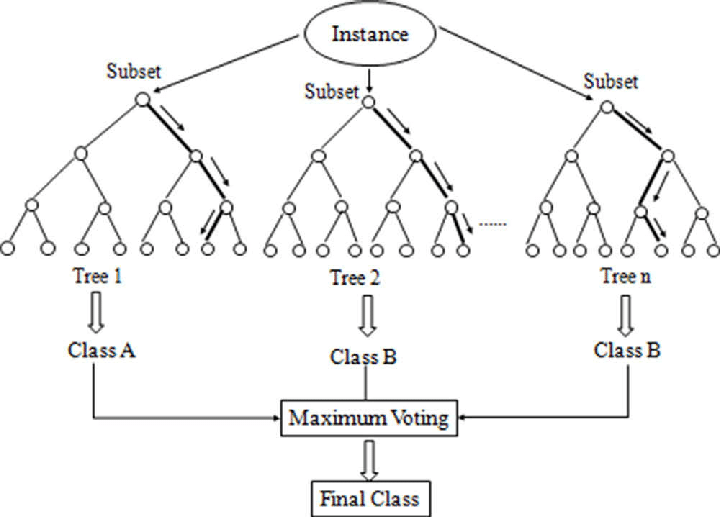 Instance
Subset
Subset
Subset
......
Tree 1
Tree 2
Tree n
Class A
Class B
Class B
Maximum Voting
Final Class